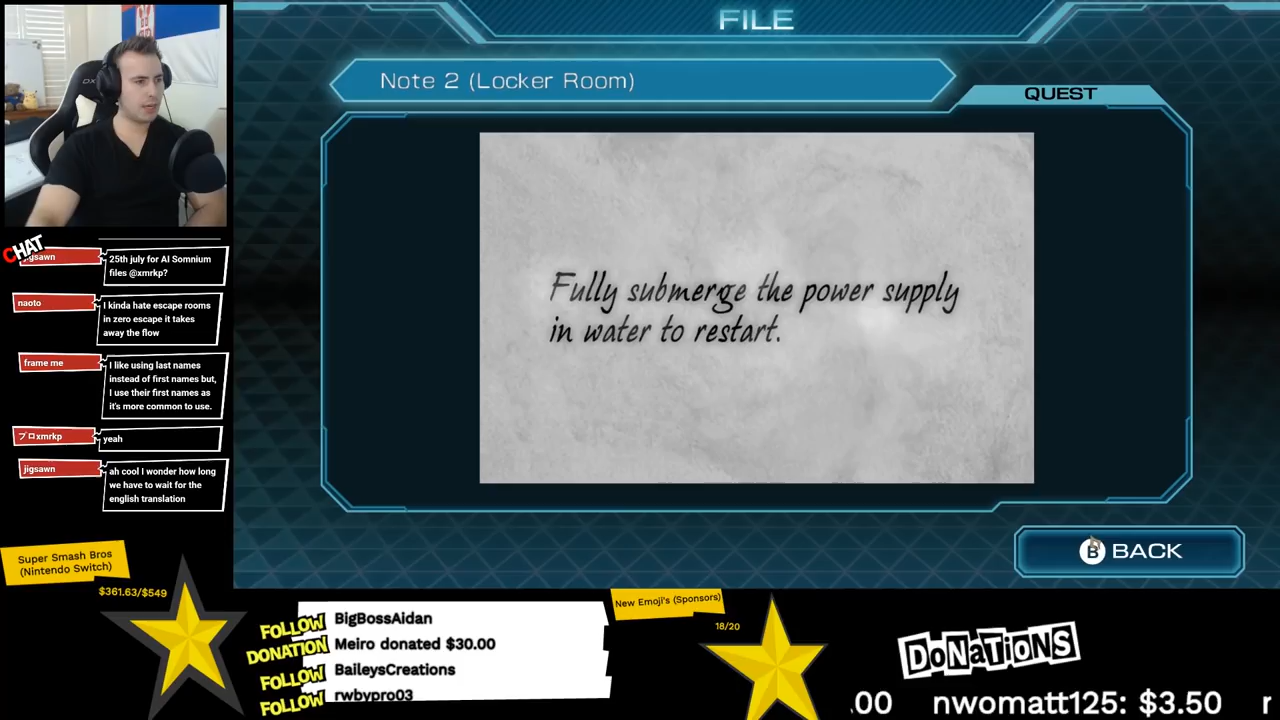 FILE
Note 2 (Locker Room)
QUEST
Fully submerge the power supply
in water to restart.
B BACK
CHAT
25th july for AI Somnium
files @xmrkp?
naoto
I kinda hate escape rooms
in zero escape it takes
away the flow
frame me
I like using last names
instead of first names but,
I use their first names as
it's more common to use.
プロxmrkp
yeah
jigsawn
ah cool I wonder how long
we have to wait for the
english translation
Super Smash Bros
(Nintendo Switch)
$361.63/$549
FOLLOW BigBossAidan
DONATION Meiro donated $30.00
FOLLOW BaileysCreations
FOLLOW rwbypro03
New Emoji's (Sponsors)
18/20
DONATIONS
.00 nwomatt125: $3.50 r